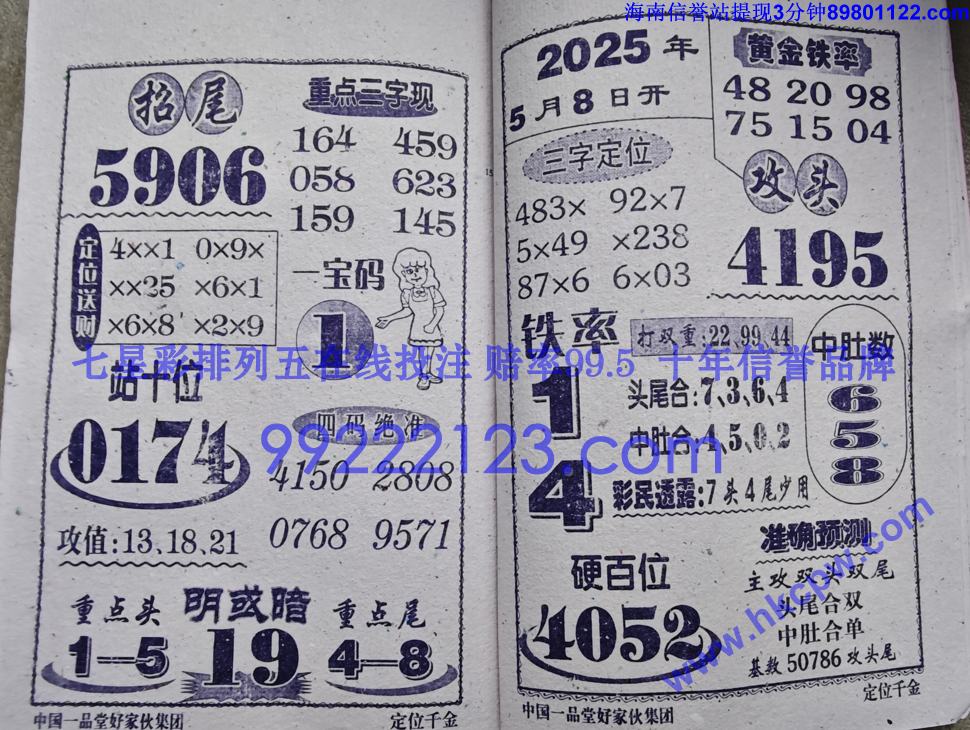 海南信誉站提现3分钟89801122.com
招尾
5906
重点三字现
164 459
058 623
159 145
定位送财
4××1 0×9×
××25 ×6×1
×6×8 ×2×9
一宝码
1
站十位
0174
四码绝准
4150 2808
0768 9571
攻值:13、18、21
重点头 明或暗 重点尾
1—5 19 4—8
中国一品堂好家伙集团 定位千金
2025年
5月8日开
黄金铁率
48 20 98
75 15 04
三字定位
483× 92×7
5×49 ×238
87×6 6×03
攻头
4195
铁率
1
4
打双重:22、99、44
头尾合:7、3、6、4
中肚合:4、5、0、2
彩民透露:7头4尾少用
中肚数
6
5
8
硬百位
4052
准确预测
主攻双头双尾
头尾合双
中肚合单
基数50786攻头尾
中国一品堂好家伙集团 定位千金
七星彩排列五在线投注 赔率99.5 十年信誉品牌
99222123.com
www.hkcpw.com